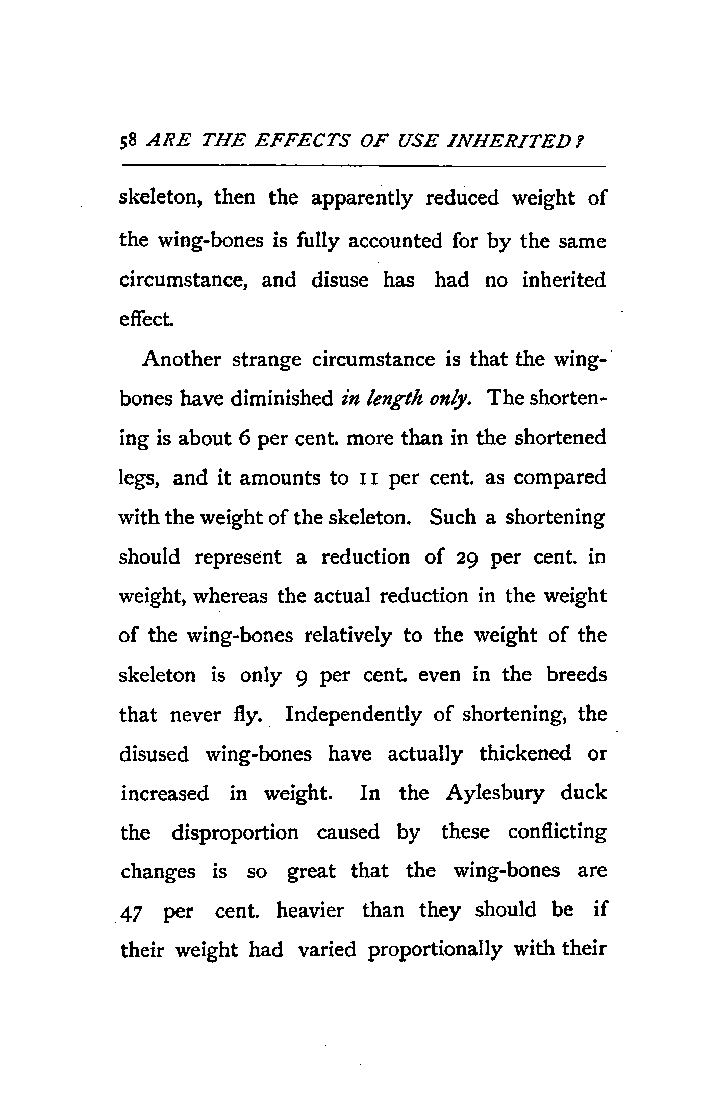 58 ARE THE EFFECTS OF USE INHERITED?
skeleton, then the apparently reduced weight of
the wing-bones is fully accounted for by the same
circumstance, and disuse has had no inherited
effect.
Another strange circumstance is that the wing-
bones have diminished in length only. The shorten-
ing is about 6 per cent. more than in the shortened
legs, and it amounts to 11 per cent. as compared
with the weight of the skeleton. Such a shortening
should represent a reduction of 29 per cent. in
weight, whereas the actual reduction in the weight
of the wing-bones relatively to the weight of the
skeleton is only 9 per cent. even in the breeds
that never fly. Independently of shortening, the
disused wing-bones have actually thickened or
increased in weight. In the Aylesbury duck
the disproportion caused by these conflicting
changes is so great that the wing-bones are
47 per cent. heavier than they should be if
their weight had varied proportionally with their